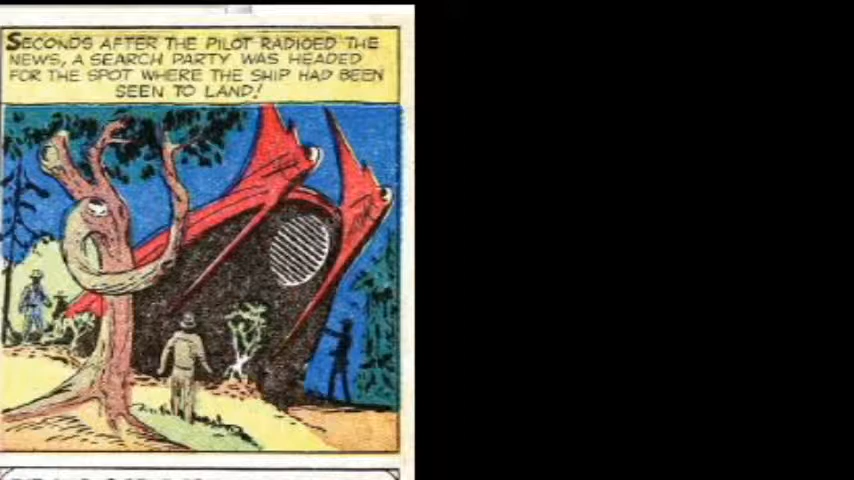 SECONDS AFTER THE PILOT RADIOED THE
NEWS, A SEARCH PARTY WAS HEADED
FOR THE SPOT WHERE THE SHIP HAD BEEN
SEEN TO LAND!